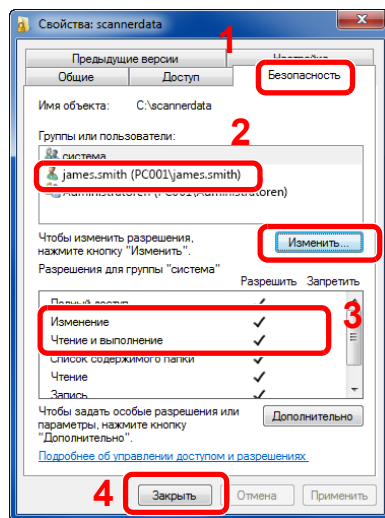 Свойства: scannerdata
1
Предыдущие версии
Настройка
Общие
Доступ
Безопасность
Имя объекта: C:\scannerdata
Группы или пользователи:
2
система
james.smith (PC001\james.smith)
Administratoren (PC001\Administratoren)
Чтобы изменить разрешения,
нажмите кнопку "Изменить".
Изменить...
Разрешения для группы "система"
Разрешить Запретить
Полный доступ
3
Изменение
Чтение и выполнение
Список содержимого папки
Чтение
Запись
Чтобы задать особые разрешения или
параметры, нажмите кнопку
"Дополнительно".
Дополнительно
Подробнее об управлении доступом и разрешениях
4
Закрыть
Отмена
Применить